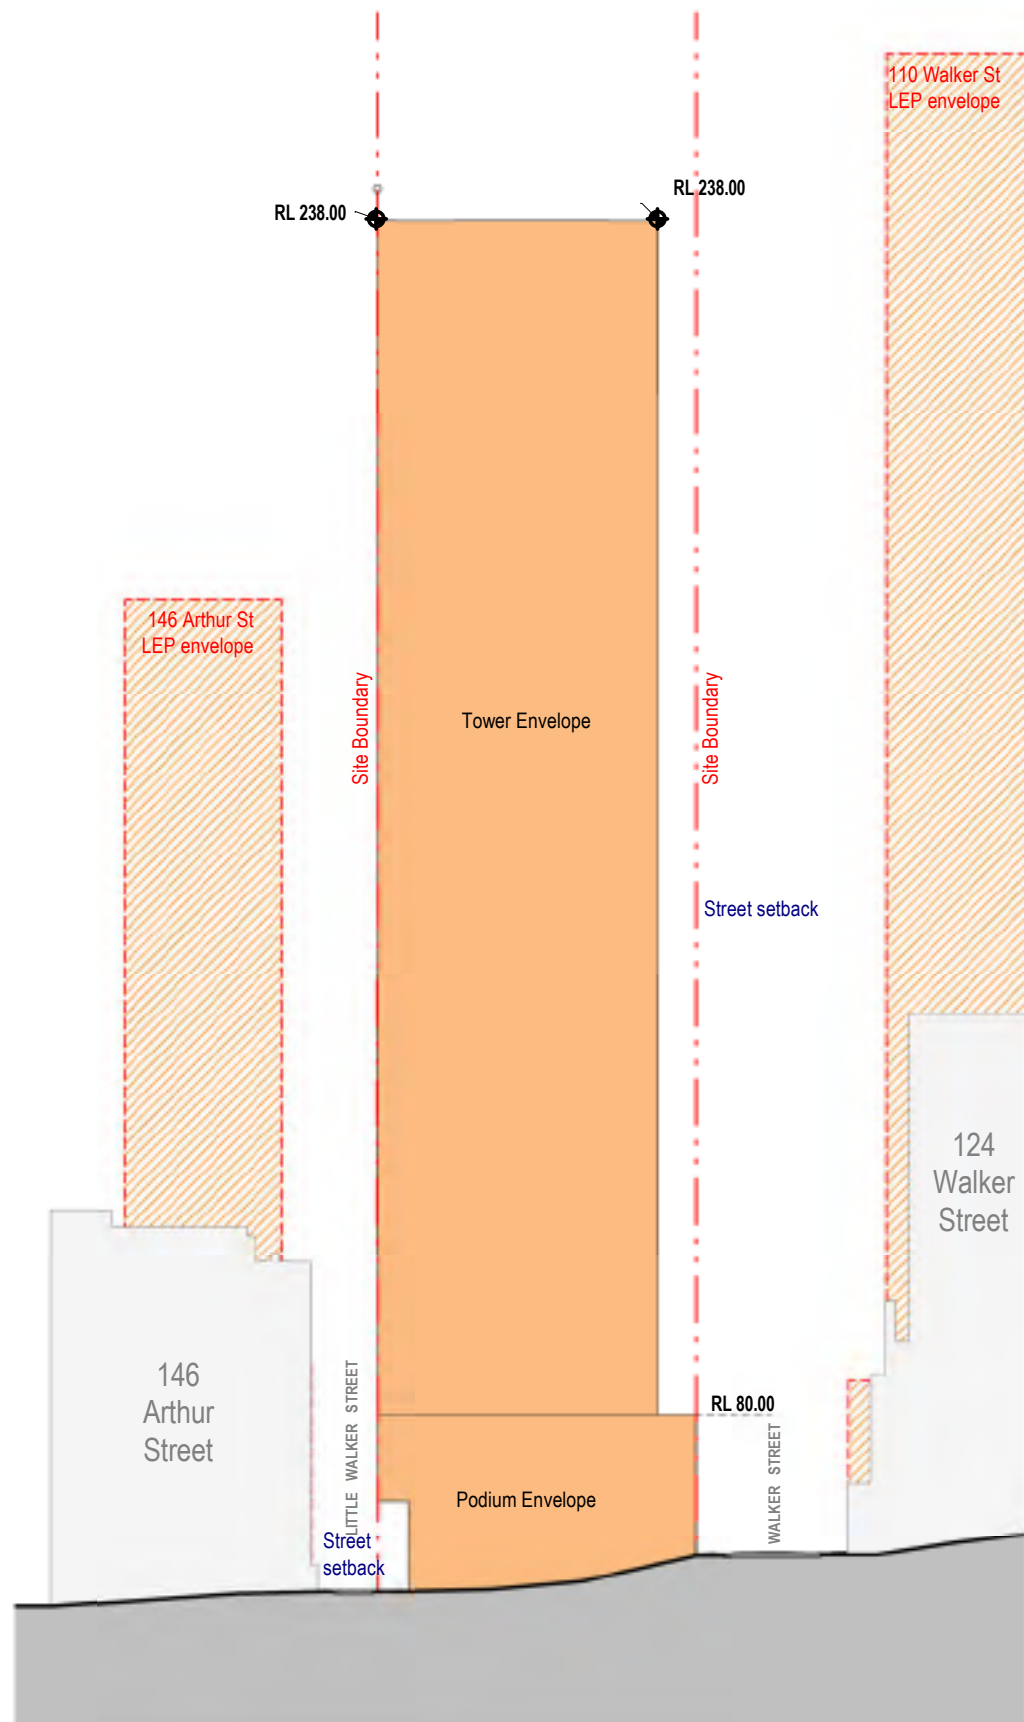 110 Walker St
LEP envelope
RL 238.00
RL 238.00
146 Arthur St
LEP envelope
Site Boundary
Site Boundary
Tower Envelope
Street setback
124
Walker
Street
146
Arthur
Street
LITTLE WALKER STREET
RL 80.00
WALKER STREET
Podium Envelope
Street
setback